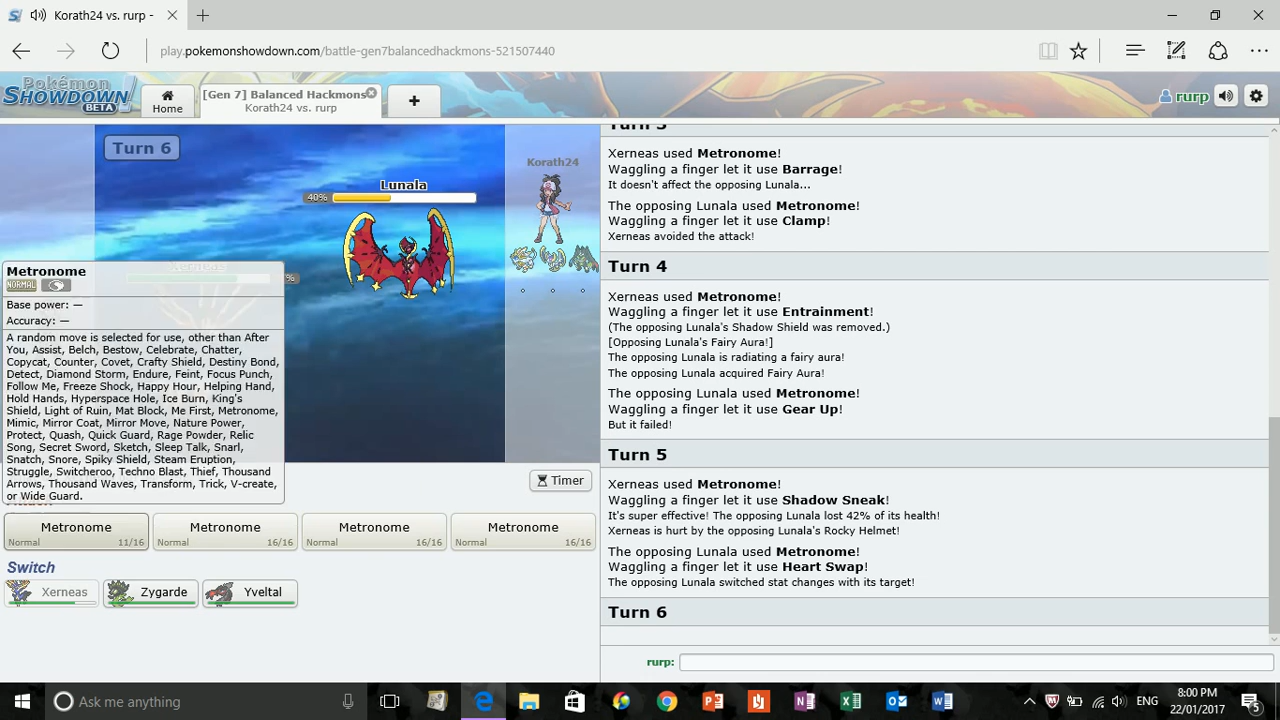 Korath24 vs. rurp -
play.pokemonshowdown.com/battle-gen7balancedhackmons-521507440
Pokémon
SHOWDOWN
BETA
Home
[Gen 7] Balanced Hackmons
Korath24 vs. rurp
rurp
Turn 6
Korath24
Lunala
40%
Xerneas
Metronome
NORMAL
Base power: —
Accuracy: —
A random move is selected for use, other than After
You, Assist, Belch, Bestow, Celebrate, Chatter,
Copycat, Counter, Covet, Crafty Shield, Destiny Bond,
Detect, Diamond Storm, Endure, Feint, Focus Punch,
Follow Me, Freeze Shock, Happy Hour, Helping Hand,
Hold Hands, Hyperspace Hole, Ice Burn, King's
Shield, Light of Ruin, Mat Block, Me First, Metronome,
Mimic, Mirror Coat, Mirror Move, Nature Power,
Protect, Quash, Quick Guard, Rage Powder, Relic
Song, Secret Sword, Sketch, Sleep Talk, Snarl,
Snatch, Snore, Spiky Shield, Steam Eruption,
Struggle, Switcheroo, Techno Blast, Thief, Thousand
Arrows, Thousand Waves, Transform, Trick, V-create,
or Wide Guard.
Timer
Metronome
Normal 11/16
Metronome
Normal 16/16
Metronome
Normal 16/16
Metronome
Normal 16/16
Switch
Xerneas
Zygarde
Yveltal
Xerneas used Metronome!
Waggling a finger let it use Barrage!
It doesn't affect the opposing Lunala...
The opposing Lunala used Metronome!
Waggling a finger let it use Clamp!
Xerneas avoided the attack!
Turn 4
Xerneas used Metronome!
Waggling a finger let it use Entrainment!
(The opposing Lunala's Shadow Shield was removed.)
[Opposing Lunala's Fairy Aura!]
The opposing Lunala is radiating a fairy aura!
The opposing Lunala acquired Fairy Aura!
The opposing Lunala used Metronome!
Waggling a finger let it use Gear Up!
But it failed!
Turn 5
Xerneas used Metronome!
Waggling a finger let it use Shadow Sneak!
It's super effective! The opposing Lunala lost 42% of its health!
Xerneas is hurt by the opposing Lunala's Rocky Helmet!
The opposing Lunala used Metronome!
Waggling a finger let it use Heart Swap!
The opposing Lunala switched stat changes with its target!
Turn 6
rurp:
Ask me anything
ENG
8:00 PM
22/01/2017
5